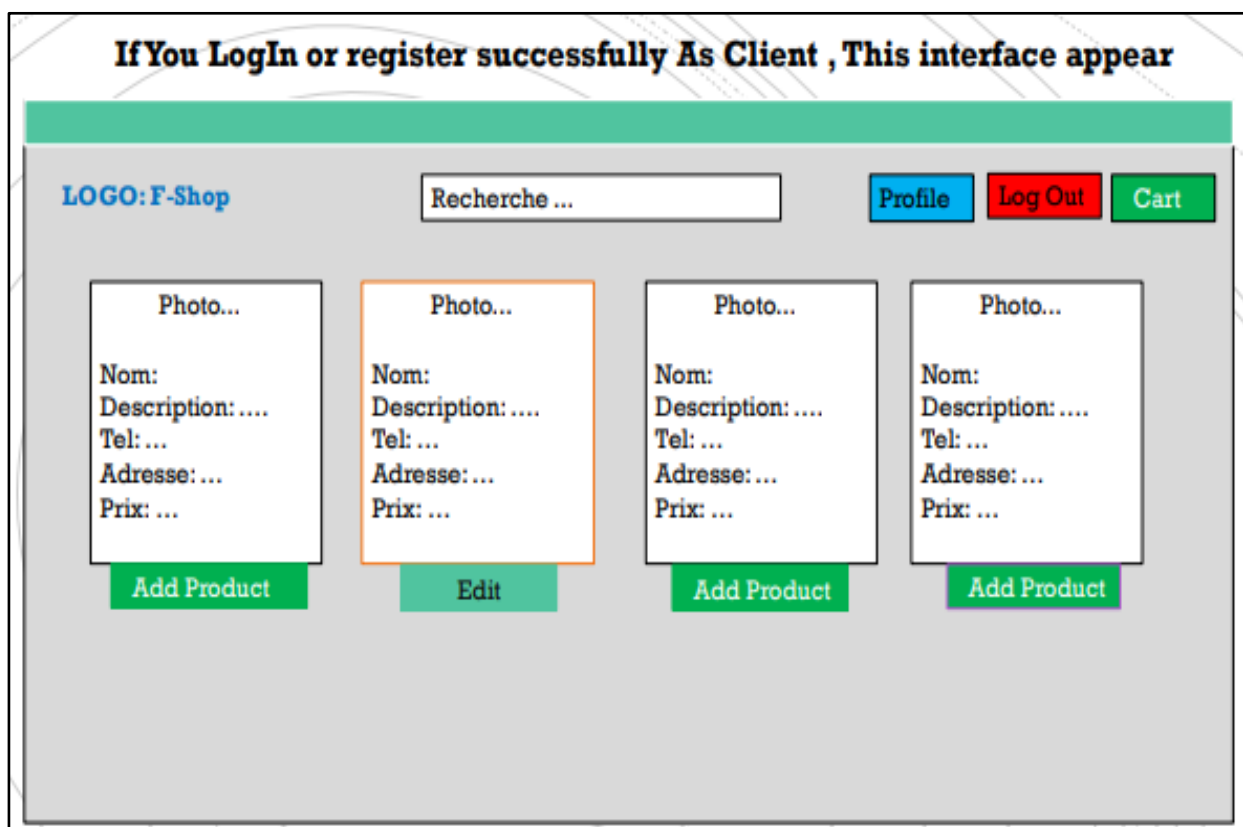 If You LogIn or register successfully As Client , This interface appear
LOGO: F-Shop
Recherche ...
Profile
Log Out
Cart
Photo...
Nom:
Description: ....
Tel: ...
Adresse: ...
Prix: ...
Add Product
Photo...
Nom:
Description: ....
Tel: ...
Adresse: ...
Prix: ...
Edit
Photo...
Nom:
Description: ....
Tel: ...
Adresse: ...
Prix: ...
Add Product
Photo...
Nom:
Description: ....
Tel: ...
Adresse: ...
Prix: ...
Add Product